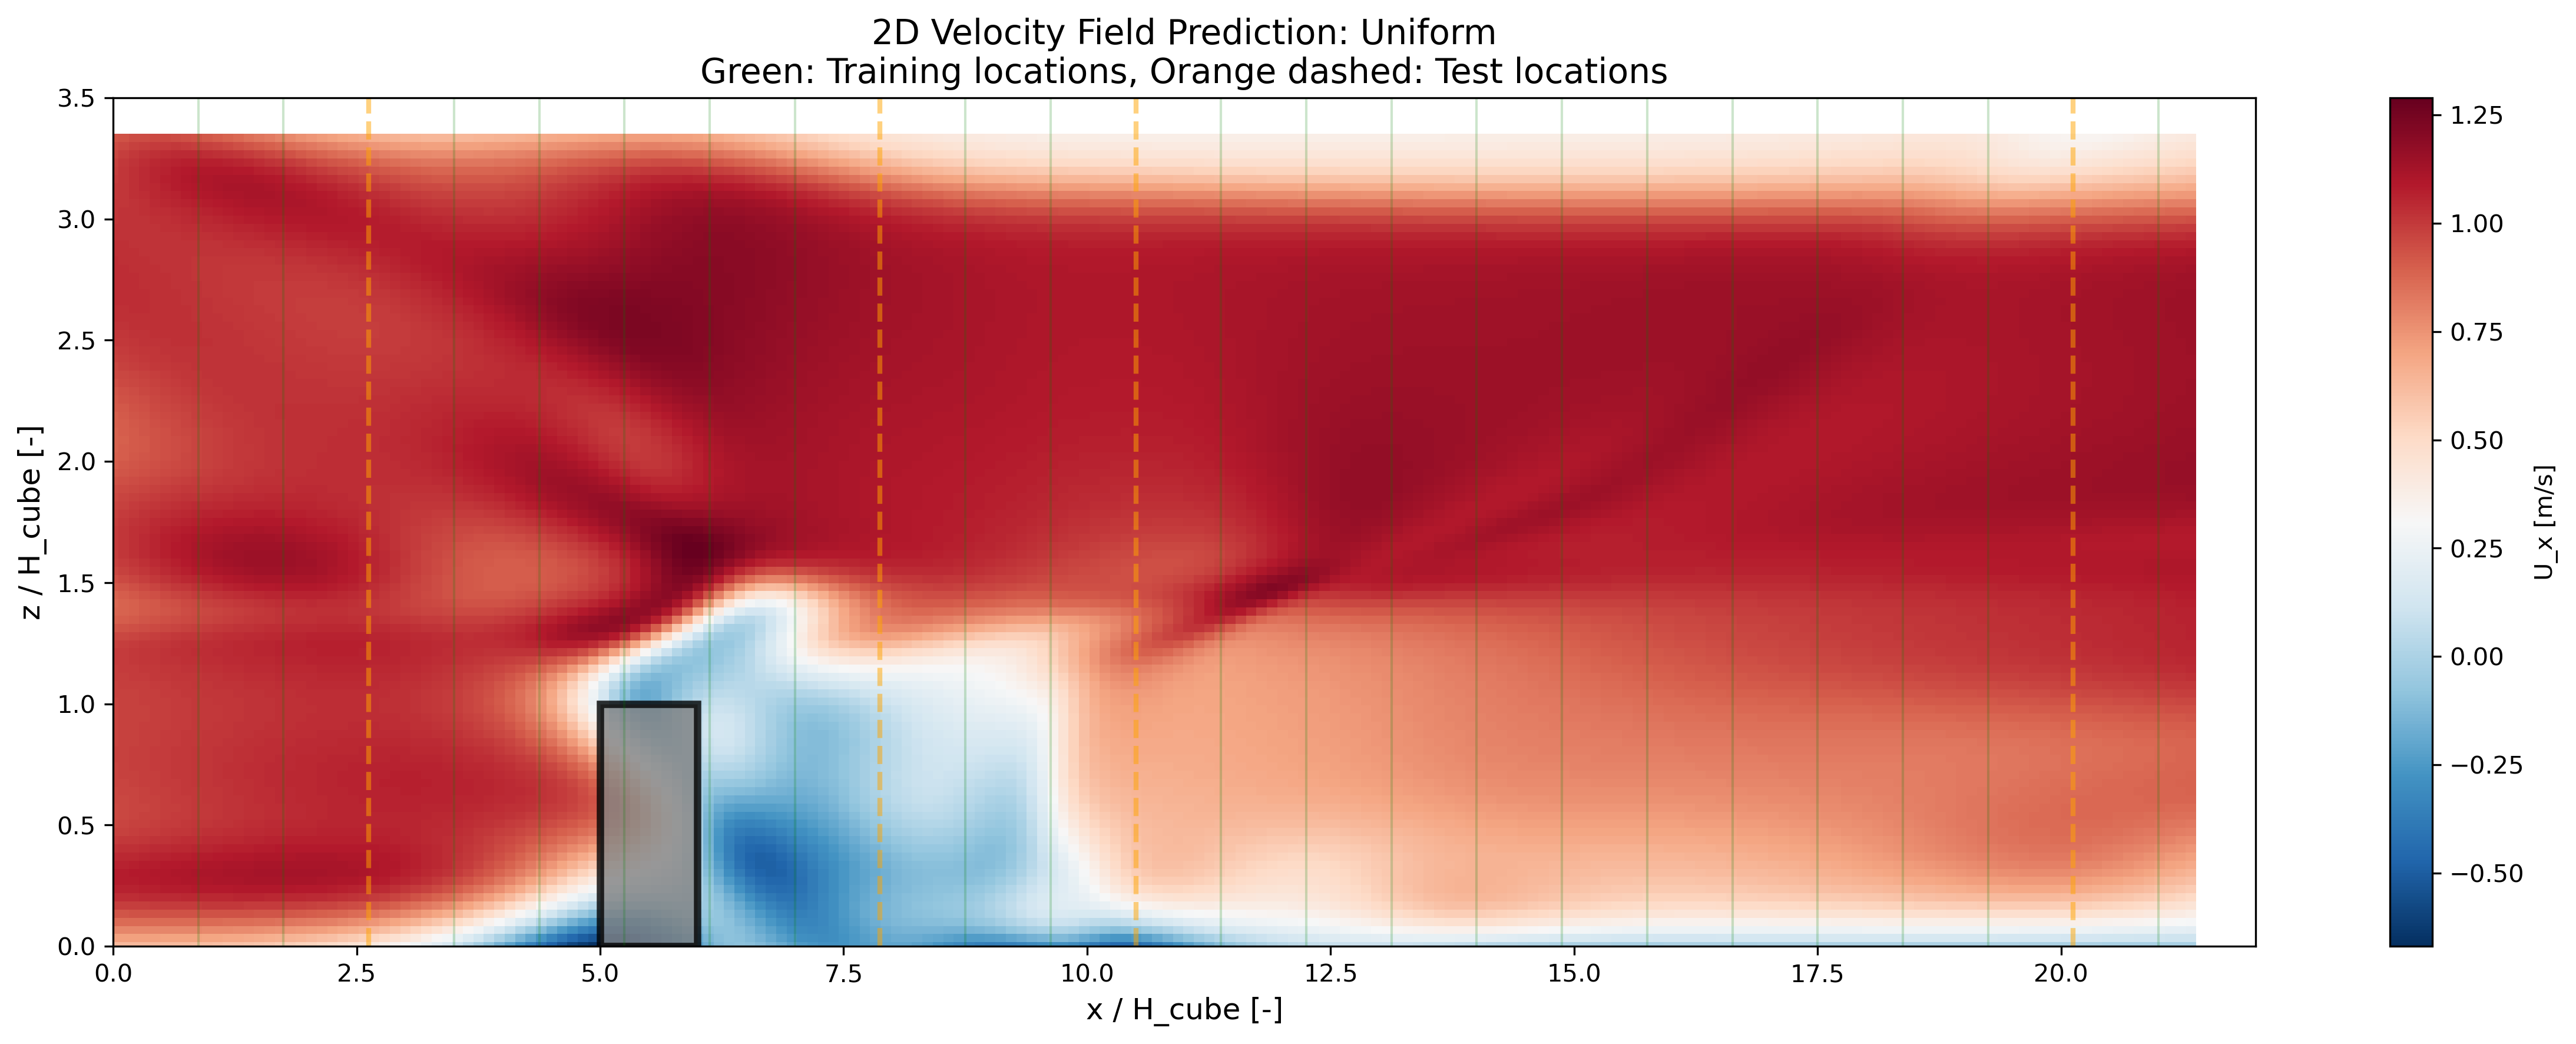 2D Velocity Field Prediction: Uniform
Green: Training locations, Orange dashed: Test locations
3.5
3.0
2.5
2.0
1.5
1.0
0.5
0.0
z / H_cube [-]
0.0 2.5 5.0 7.5 10.0 12.5 15.0 17.5 20.0
x / H_cube [-]
1.25
1.00
0.75
0.50
0.25
0.00
−0.25
−0.50
U_x [m/s]